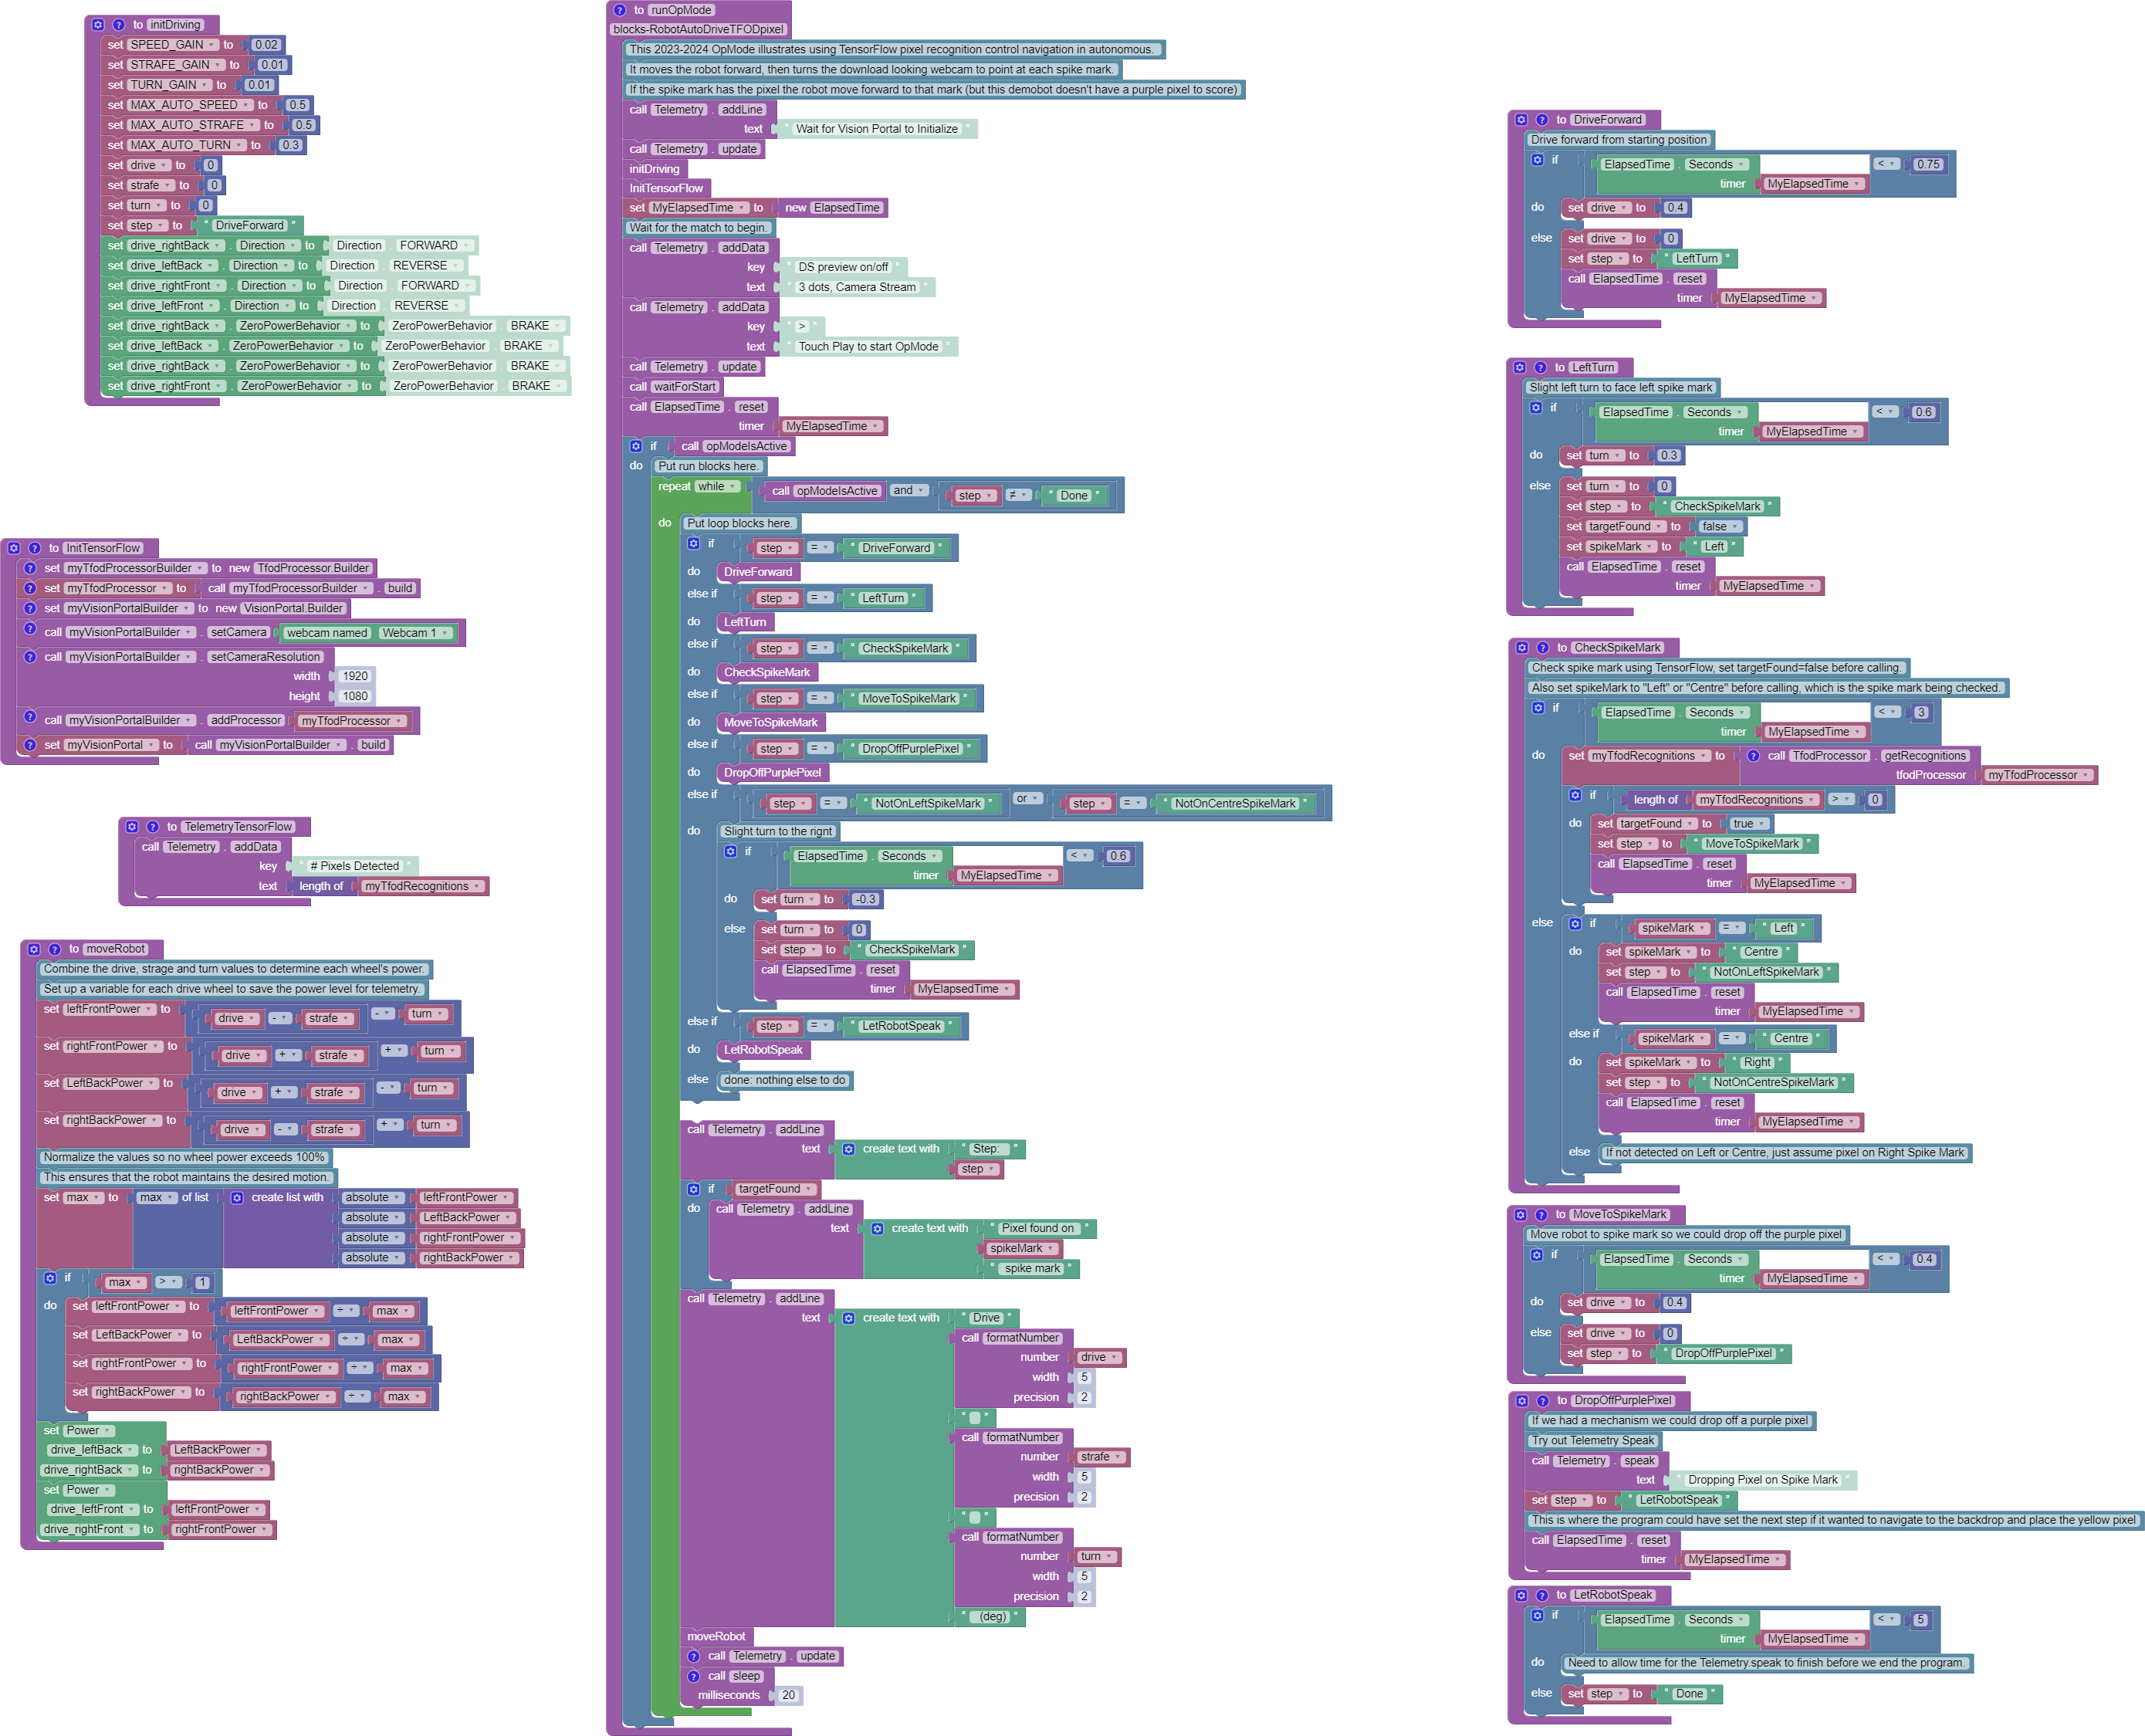 to initDriving
set SPEED_GAIN to 0.02
set STRAFE_GAIN to 0.01
set TURN_GAIN to 0.01
set MAX_AUTO_SPEED to 0.5
set MAX_AUTO_STRAFE to 0.5
set MAX_AUTO_TURN to 0.3
set drive to 0
set strafe to 0
set turn to 0
set step to “ DriveForward ”
set drive_rightBack . Direction to Direction FORWARD
set drive_leftBack . Direction to Direction REVERSE
set drive_rightFront . Direction to Direction FORWARD
set drive_leftFront . Direction to Direction REVERSE
set drive_rightBack . ZeroPowerBehavior to ZeroPowerBehavior BRAKE
set drive_leftBack . ZeroPowerBehavior to ZeroPowerBehavior BRAKE
set drive_rightBack . ZeroPowerBehavior to ZeroPowerBehavior BRAKE
set drive_rightFront . ZeroPowerBehavior to ZeroPowerBehavior BRAKE
to InitTensorFlow
set myTfodProcessorBuilder to new TfodProcessor.Builder
set myTfodProcessor to call myTfodProcessorBuilder . build
set myVisionPortalBuilder to new VisionPortal.Builder
call myVisionPortalBuilder . setCamera webcam named Webcam 1
call myVisionPortalBuilder . setCameraResolution
width 1920
height 1080
call myVisionPortalBuilder . addProcessor myTfodProcessor
set myVisionPortal to call myVisionPortalBuilder . build
to TelemetryTensorFlow
call Telemetry . addData
key “ # Pixels Detected ”
text length of myTfodRecognitions
to moveRobot
Combine the drive, strage and turn values to determine each wheel's power.
Set up a variable for each drive wheel to save the power level for telemetry.
set leftFrontPower to drive - strafe - turn
set rightFrontPower to drive + strafe + turn
set LeftBackPower to drive + strafe - turn
set rightBackPower to drive - strafe + turn
Normalize the values so no wheel power exceeds 100%
This ensures that the robot maintains the desired motion.
set max to max of list create list with absolute leftFrontPower
absolute LeftBackPower
absolute rightFrontPower
absolute rightBackPower
if max > 1
do set leftFrontPower to leftFrontPower ÷ max
set LeftBackPower to LeftBackPower ÷ max
set rightFrontPower to rightFrontPower ÷ max
set rightBackPower to rightBackPower ÷ max
set Power
drive_leftBack to LeftBackPower
drive_rightBack to rightBackPower
set Power
drive_leftFront to leftFrontPower
drive_rightFront to rightFrontPower
to runOpMode
blocks-RobotAutoDriveTFODpixel
This 2023-2024 OpMode illustrates using TensorFlow pixel recognition control navigation in autonomous.
It moves the robot forward, then turns the download looking webcam to point at each spike mark.
If the spike mark has the pixel the robot move forward to that mark (but this demobot doesn't have a purple pixel to score)
call Telemetry . addLine
text “ Wait for Vision Portal to Initialize ”
call Telemetry . update
initDriving
InitTensorFlow
set MyElapsedTime to new ElapsedTime
Wait for the match to begin.
call Telemetry . addData
key “ DS preview on/off ”
text “ 3 dots, Camera Stream ”
call Telemetry . addData
key “ > ”
text “ Touch Play to start OpMode ”
call Telemetry . update
call waitForStart
call ElapsedTime . reset
timer MyElapsedTime
if call opModeIsActive
do Put run blocks here.
repeat while call opModeIsActive and step ≠ “ Done ”
do Put loop blocks here.
if step = “ DriveForward ”
do DriveForward
else if step = “ LeftTurn ”
do LeftTurn
else if step = “ CheckSpikeMark ”
do CheckSpikeMark
else if step = “ MoveToSpikeMark ”
do MoveToSpikeMark
else if step = “ DropOffPurplePixel ”
do DropOffPurplePixel
else if step = “ NotOnLeftSpikeMark ” or step = “ NotOnCentreSpikeMark ”
do Slight turn to the rignt
if ElapsedTime . Seconds < 0.6
timer MyElapsedTime
do set turn to -0.3
else set turn to 0
set step to “ CheckSpikeMark ”
call ElapsedTime . reset
timer MyElapsedTime
else if step = “ LetRobotSpeak ”
do LetRobotSpeak
else done: nothing else to do
call Telemetry . addLine
text create text with “ Step: ”
step
if targetFound
do call Telemetry . addLine
text create text with “ Pixel found on ”
spikeMark
“ spike mark ”
call Telemetry . addLine
text create text with “ Drive ”
call formatNumber
number drive
width 5
precision 2
“ ”
call formatNumber
number strafe
width 5
precision 2
“ ”
call formatNumber
number turn
width 5
precision 2
“ (deg) ”
moveRobot
call Telemetry . update
call sleep
milliseconds 20
to DriveForward
Drive forward from starting position
if ElapsedTime . Seconds < 0.75
timer MyElapsedTime
do set drive to 0.4
else set drive to 0
set step to “ LeftTurn ”
call ElapsedTime . reset
timer MyElapsedTime
to LeftTurn
Slight left turn to face left spike mark
if ElapsedTime . Seconds < 0.6
timer MyElapsedTime
do set turn to 0.3
else set turn to 0
set step to “ CheckSpikeMark ”
set targetFound to false
set spikeMark to “ Left ”
call ElapsedTime . reset
timer MyElapsedTime
to CheckSpikeMark
Check spike mark using TensorFlow, set targetFound=false before calling.
Also set spikeMark to "Left" or "Centre" before calling, which is the spike mark being checked.
if ElapsedTime . Seconds < 3
timer MyElapsedTime
do set myTfodRecognitions to call TfodProcessor . getRecognitions
tfodProcessor myTfodProcessor
if length of myTfodRecognitions > 0
do set targetFound to true
set step to “ MoveToSpikeMark ”
call ElapsedTime . reset
timer MyElapsedTime
else if spikeMark = “ Left ”
do set spikeMark to “ Centre ”
set step to “ NotOnLeftSpikeMark ”
call ElapsedTime . reset
timer MyElapsedTime
else if spikeMark = “ Centre ”
do set spikeMark to “ Right ”
set step to “ NotOnCentreSpikeMark ”
call ElapsedTime . reset
timer MyElapsedTime
else If not detected on Left or Centre, just assume pixel on Right Spike Mark
to MoveToSpikeMark
Move robot to spike mark so we could drop off the purple pixel
if ElapsedTime . Seconds < 0.4
timer MyElapsedTime
do set drive to 0.4
else set drive to 0
set step to “ DropOffPurplePixel ”
to DropOffPurplePixel
If we had a mechanism we could drop off a purple pixel
Try out Telemetry Speak
call Telemetry . speak
text “ Dropping Pixel on Spike Mark ”
set step to “ LetRobotSpeak ”
This is where the program could have set the next step if it wanted to navigate to the backdrop and place the yellow pixel
call ElapsedTime . reset
timer MyElapsedTime
to LetRobotSpeak
if ElapsedTime . Seconds < 5
timer MyElapsedTime
do Need to allow time for the Telemetry.speak to finish before we end the program.
else set step to “ Done ”